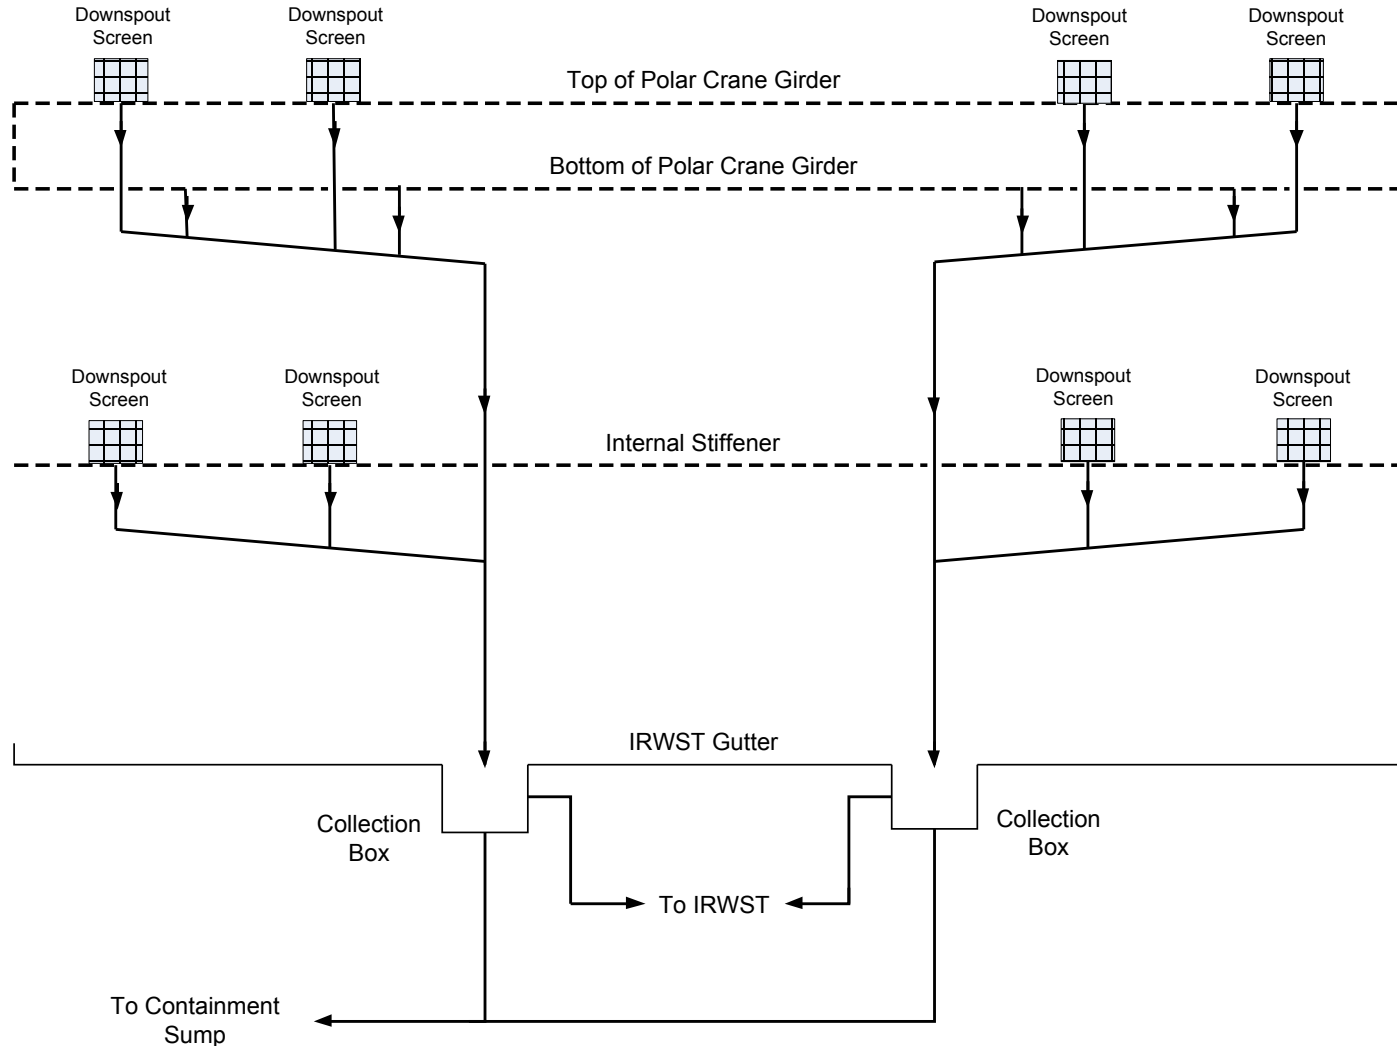 Downspout
Screen
Downspout
Screen
Downspout
Screen
Downspout
Screen
Top of Polar Crane Girder
Bottom of Polar Crane Girder
Downspout
Screen
Downspout
Screen
Downspout
Screen
Downspout
Screen
Internal Stiffener
IRWST Gutter
Collection
Box
Collection
Box
To IRWST
To Containment
Sump